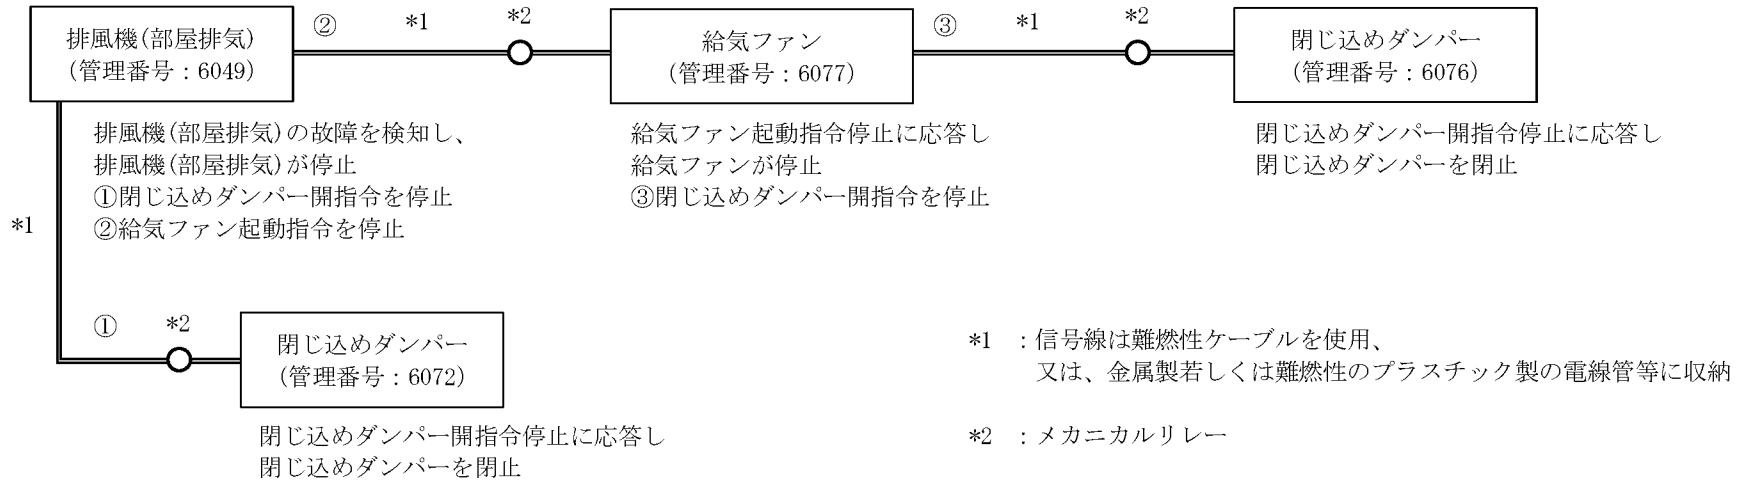 ② *1 *2 ③ *1 *2
排風機(部屋排気)
(管理番号：6049)
給気ファン
(管理番号：6077)
閉じ込めダンパー
(管理番号：6076)
排風機(部屋排気)の故障を検知し、
排風機(部屋排気)が停止
①閉じ込めダンパー開指令を停止
②給気ファン起動指令を停止
給気ファン起動指令停止に応答し
給気ファンが停止
③閉じ込めダンパー開指令を停止
閉じ込めダンパー開指令停止に応答し
閉じ込めダンパーを閉止
*1
① *2
閉じ込めダンパー
(管理番号：6072)
閉じ込めダンパー開指令停止に応答し
閉じ込めダンパーを閉止
*1 ：信号線は難燃性ケーブルを使用、
又は、金属製若しくは難燃性のプラスチック製の電線管等に収納
*2 ：メカニカルリレー